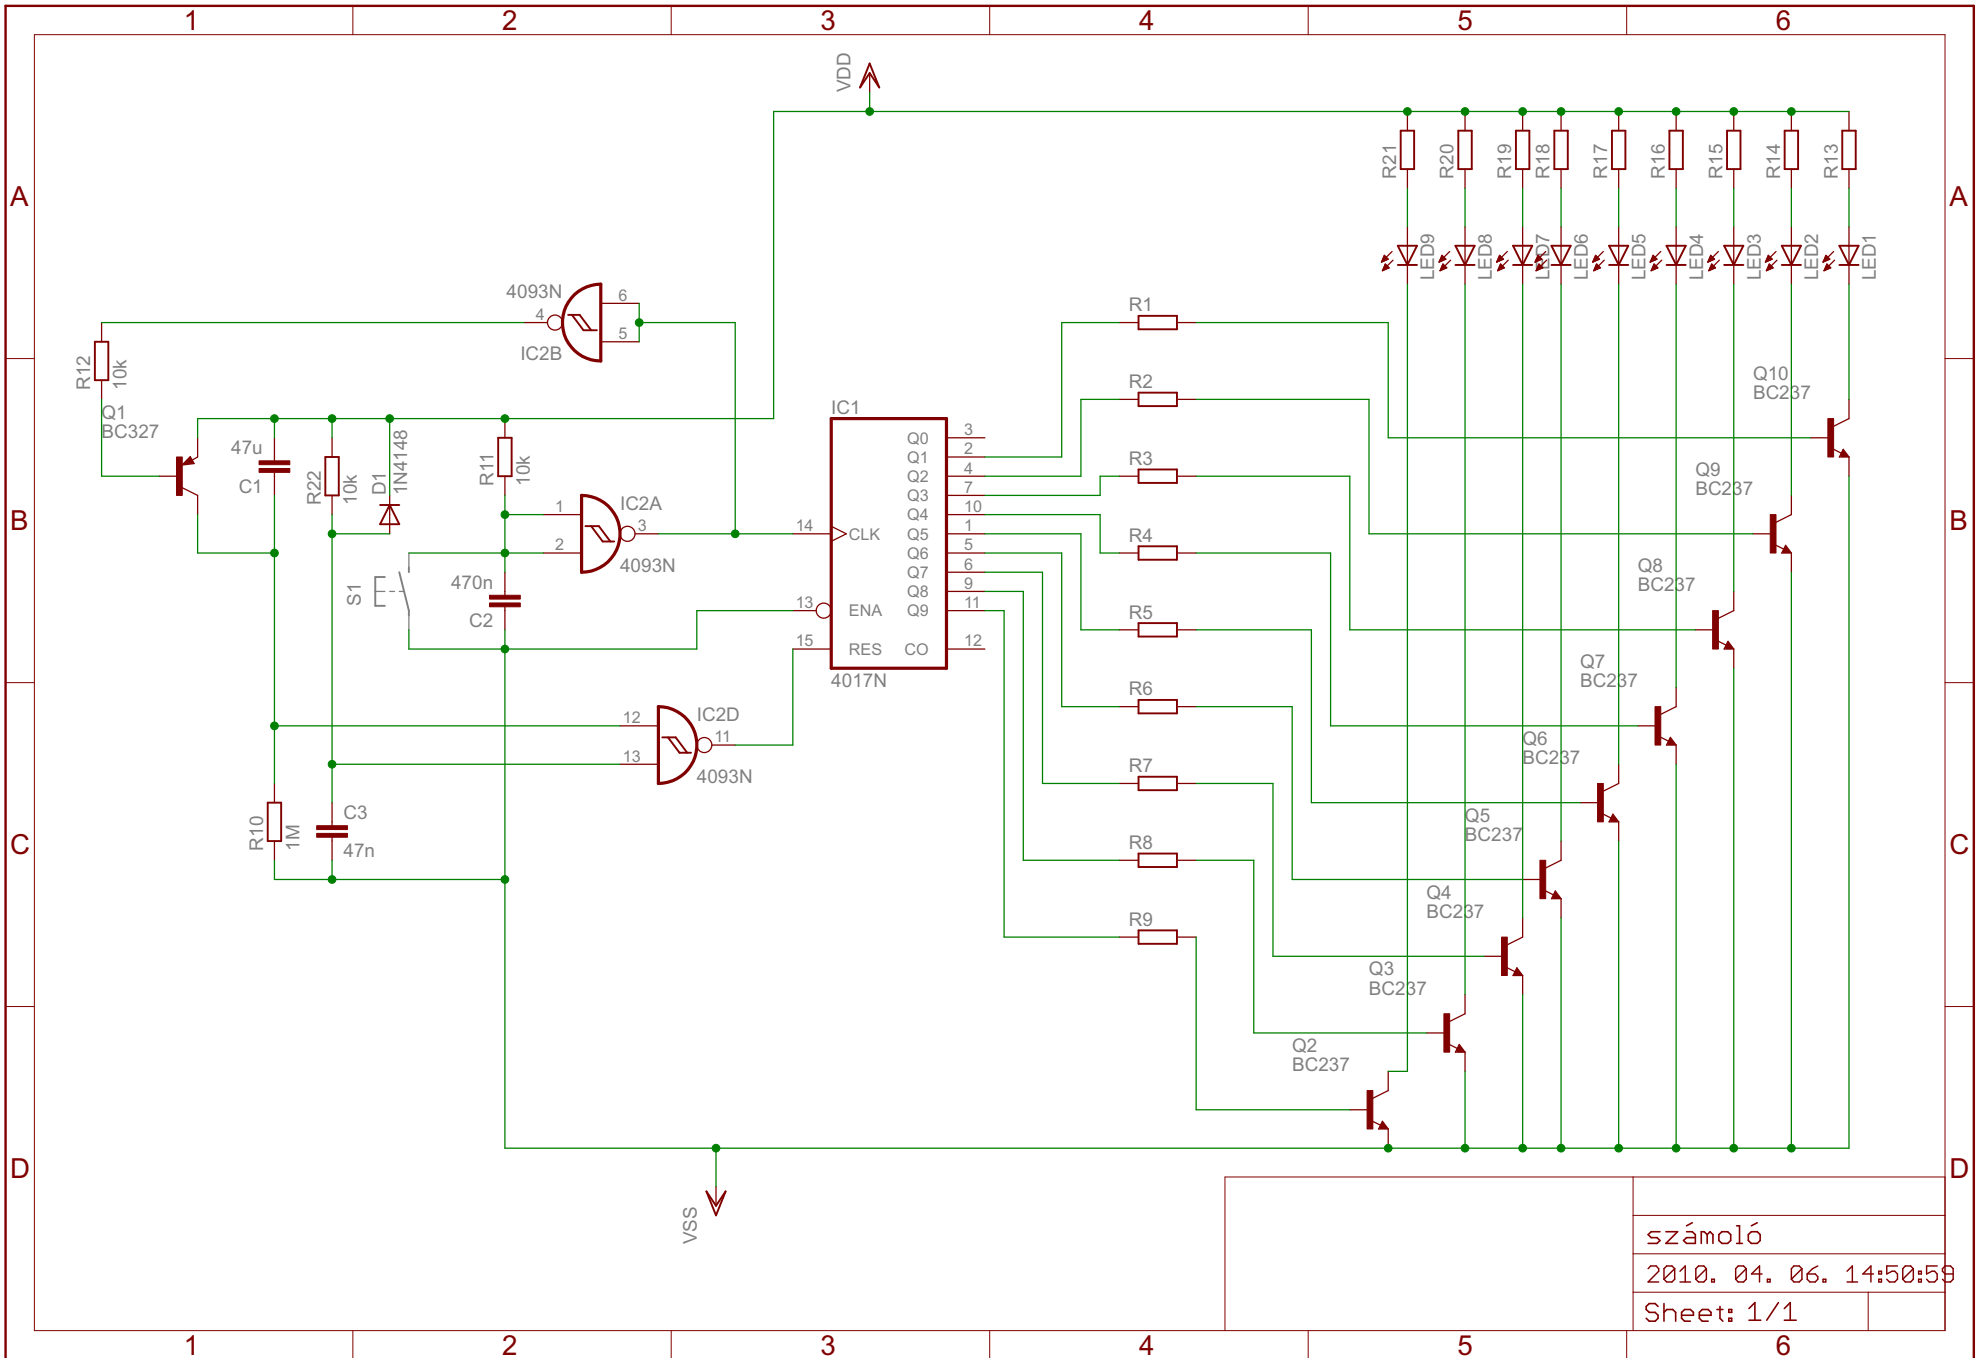 1 2 3 4 5 6
VDD
A A
R21 R20 R19 R18 R17 R16 R15 R14 R13
LED9 LED8 LED7 LED6 LED5 LED4 LED3 LED2 LED1
4093N
6
4
5
IC2B
R12
10k
Q1
BC327
47u
C1
R22
10k
D1
1N4148
R11
10k
IC2A
1
2
3
4093N
S1
470n
C2
B B
IC1
14 CLK
13 ENA
15 RES
Q0 3
Q1 2
Q2 4
Q3 7
Q4 10
Q5 1
Q6 5
Q7 6
Q8 9
Q9 11
CO 12
4017N
R1
R2
R3
R4
R5
R6
R7
R8
R9
Q10
BC237
Q9
BC237
Q8
BC237
Q7
BC237
Q6
BC237
Q5
BC237
Q4
BC237
Q3
BC237
Q2
BC237
IC2D
12
13
11
4093N
R10
1M
C3
47n
C C
VSS
D D
számoló
2010. 04. 06. 14:50:59
Sheet: 1/1
1 2 3 4 5 6